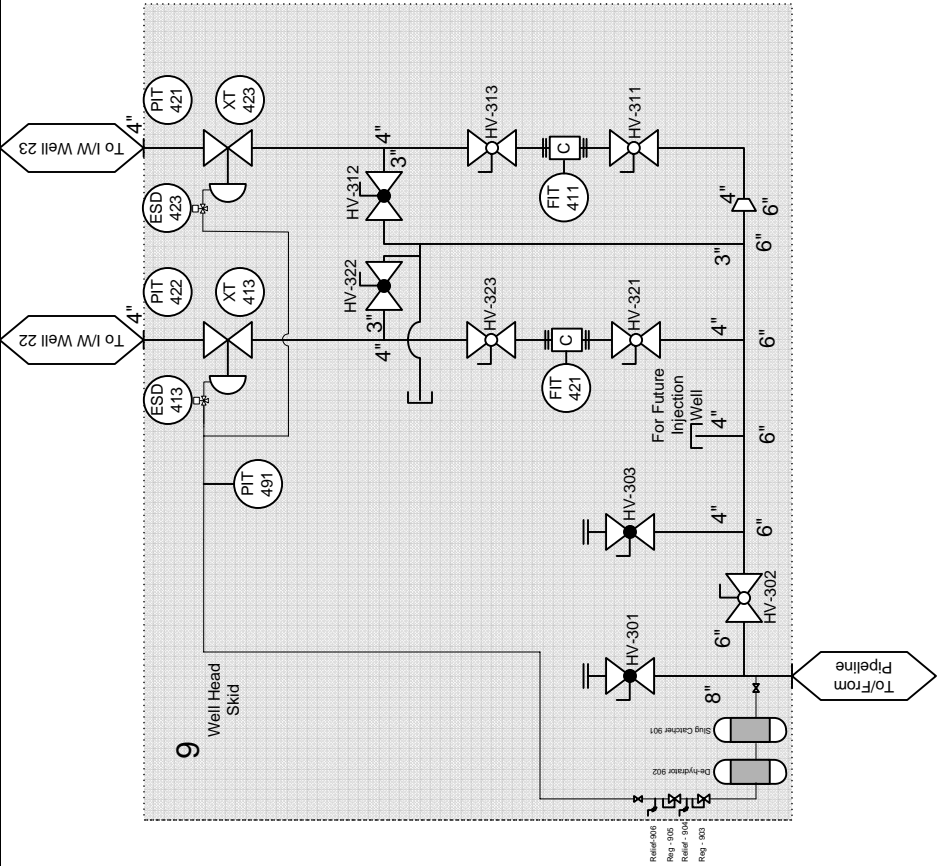 To I/W Well 23
4"
PIT
421
XT
423
ESD
423
To I/W Well 22
4"
PIT
422
XT
413
ESD
413
PIT
491
HV-313
HV-311
4"
3"
HV-312
FIT
411
C
4"
6"
3"
6"
HV-322
3"
4"
HV-323
HV-321
FIT
421
C
4"
6"
For Future
Injection
Well
4"
6"
HV-303
4"
6"
HV-302
6"
HV-301
8"
To/From
Pipeline
9
Well Head
Skid
Slug Catcher 901
De-hydrator 902
Relief-906
Reg - 905
Relief - 904
Reg - 903